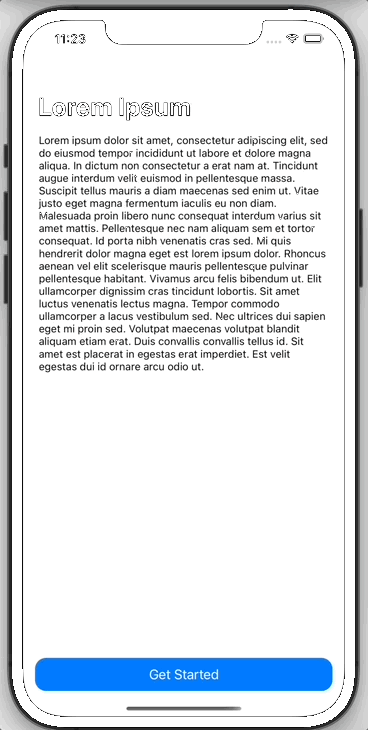 11:23
Lorem Ipsum
Lorem ipsum dolor sit amet, consectetur adipiscing elit, sed
do eiusmod tempor incididunt ut labore et dolore magna
aliqua. In dictum non consectetur a erat nam at. Tincidunt
augue interdum velit euismod in pellentesque massa.
Suscipit tellus mauris a diam maecenas sed enim ut. Vitae
justo eget magna fermentum iaculis eu non diam.
Malesuada proin libero nunc consequat interdum varius sit
amet mattis. Pellentesque nec nam aliquam sem et tortor
consequat. Id porta nibh venenatis cras sed. Mi quis
hendrerit dolor magna eget est lorem ipsum dolor. Rhoncus
aenean vel elit scelerisque mauris pellentesque pulvinar
pellentesque habitant. Vivamus arcu felis bibendum ut. Elit
ullamcorper dignissim cras tincidunt lobortis. Sit amet
luctus venenatis lectus magna. Tempor commodo
ullamcorper a lacus vestibulum sed. Nec ultrices dui sapien
eget mi proin sed. Volutpat maecenas volutpat blandit
aliquam etiam erat. Duis convallis convallis tellus id. Sit
amet est placerat in egestas erat imperdiet. Est velit
egestas dui id ornare arcu odio ut.
Get Started